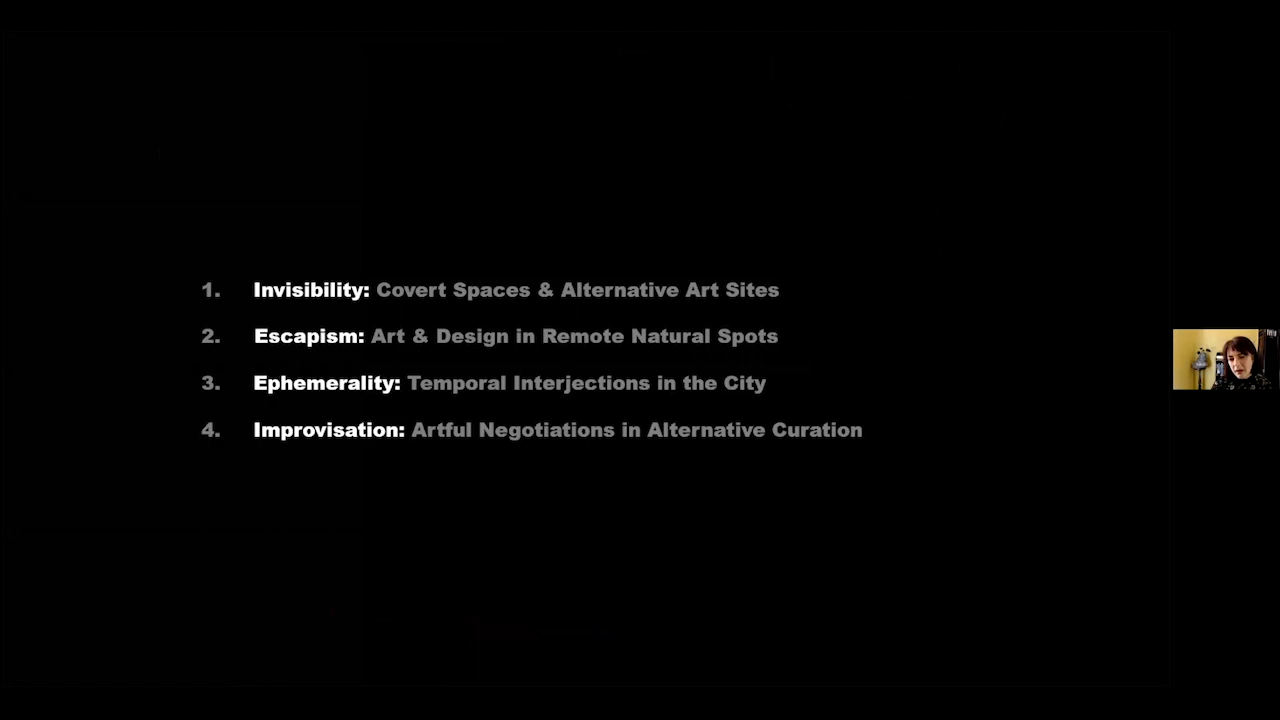 1. Invisibility: Covert Spaces & Alternative Art Sites
2. Escapism: Art & Design in Remote Natural Spots
3. Ephemerality: Temporal Interjections in the City
4. Improvisation: Artful Negotiations in Alternative Curation